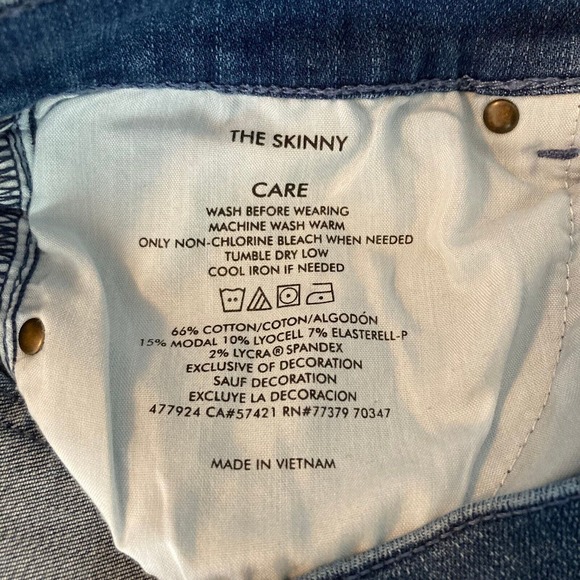 THE SKINNY
CARE
WASH BEFORE WEARING
MACHINE WASH WARM
ONLY NON-CHLORINE BLEACH WHEN NEEDED
TUMBLE DRY LOW
COOL IRON IF NEEDED
66% COTTON/COTON/ALGODÓN
15% MODAL 10% LYOCELL 7% ELASTERELL-P
2% LYCRA® SPANDEX
EXCLUSIVE OF DECORATION
SAUF DECORATION
EXCLUYE LA DECORACION
477924 CA#57421 RN#77379 70347
MADE IN VIETNAM